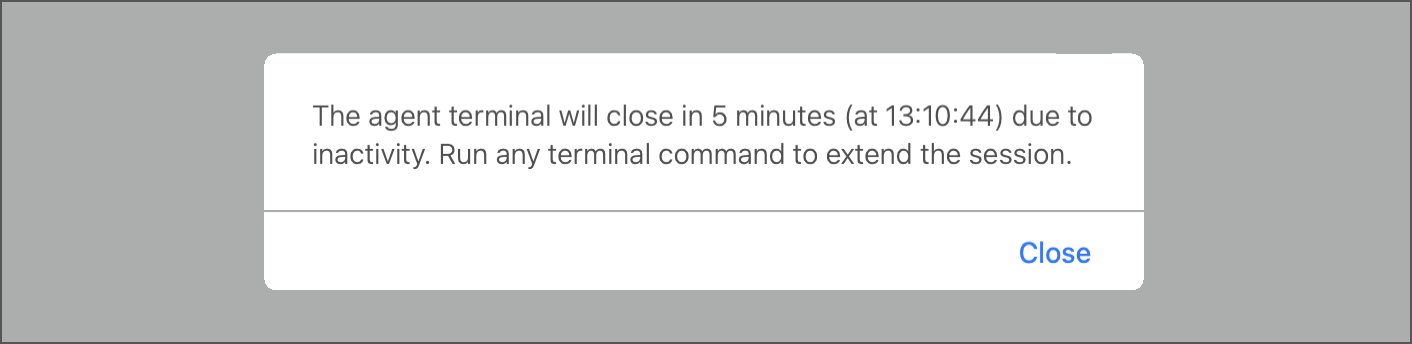 The agent terminal will close in 5 minutes (at 13:10:44) due to
inactivity. Run any terminal command to extend the session.
Close